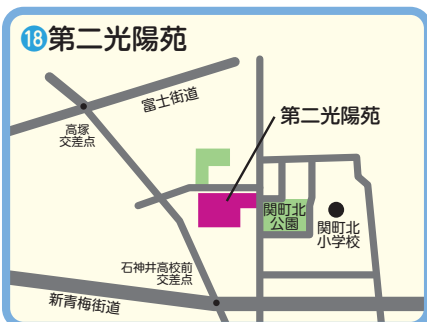 ⑱第二光陽苑
富士街道
高塚
交差点
第二光陽苑
関町北
公園
関町北
小学校
石神井高校前
交差点
新青梅街道